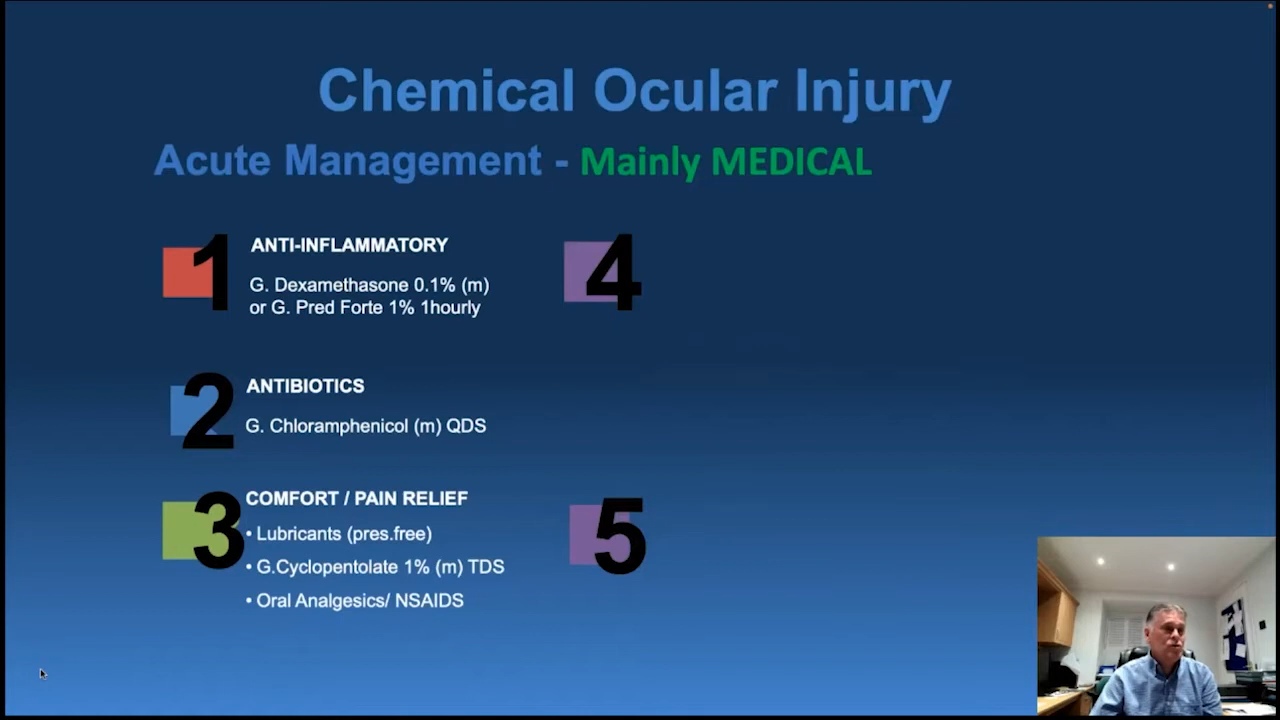 Chemical Ocular Injury
Acute Management - Mainly MEDICAL
1
ANTI-INFLAMMATORY
G. Dexamethasone 0.1% (m)
or G. Pred Forte 1% 1hourly
2
ANTIBIOTICS
G. Chloramphenicol (m) QDS
3
COMFORT / PAIN RELIEF
• Lubricants (pres.free)
• G.Cyclopentolate 1% (m) TDS
• Oral Analgesics/ NSAIDS
4
5